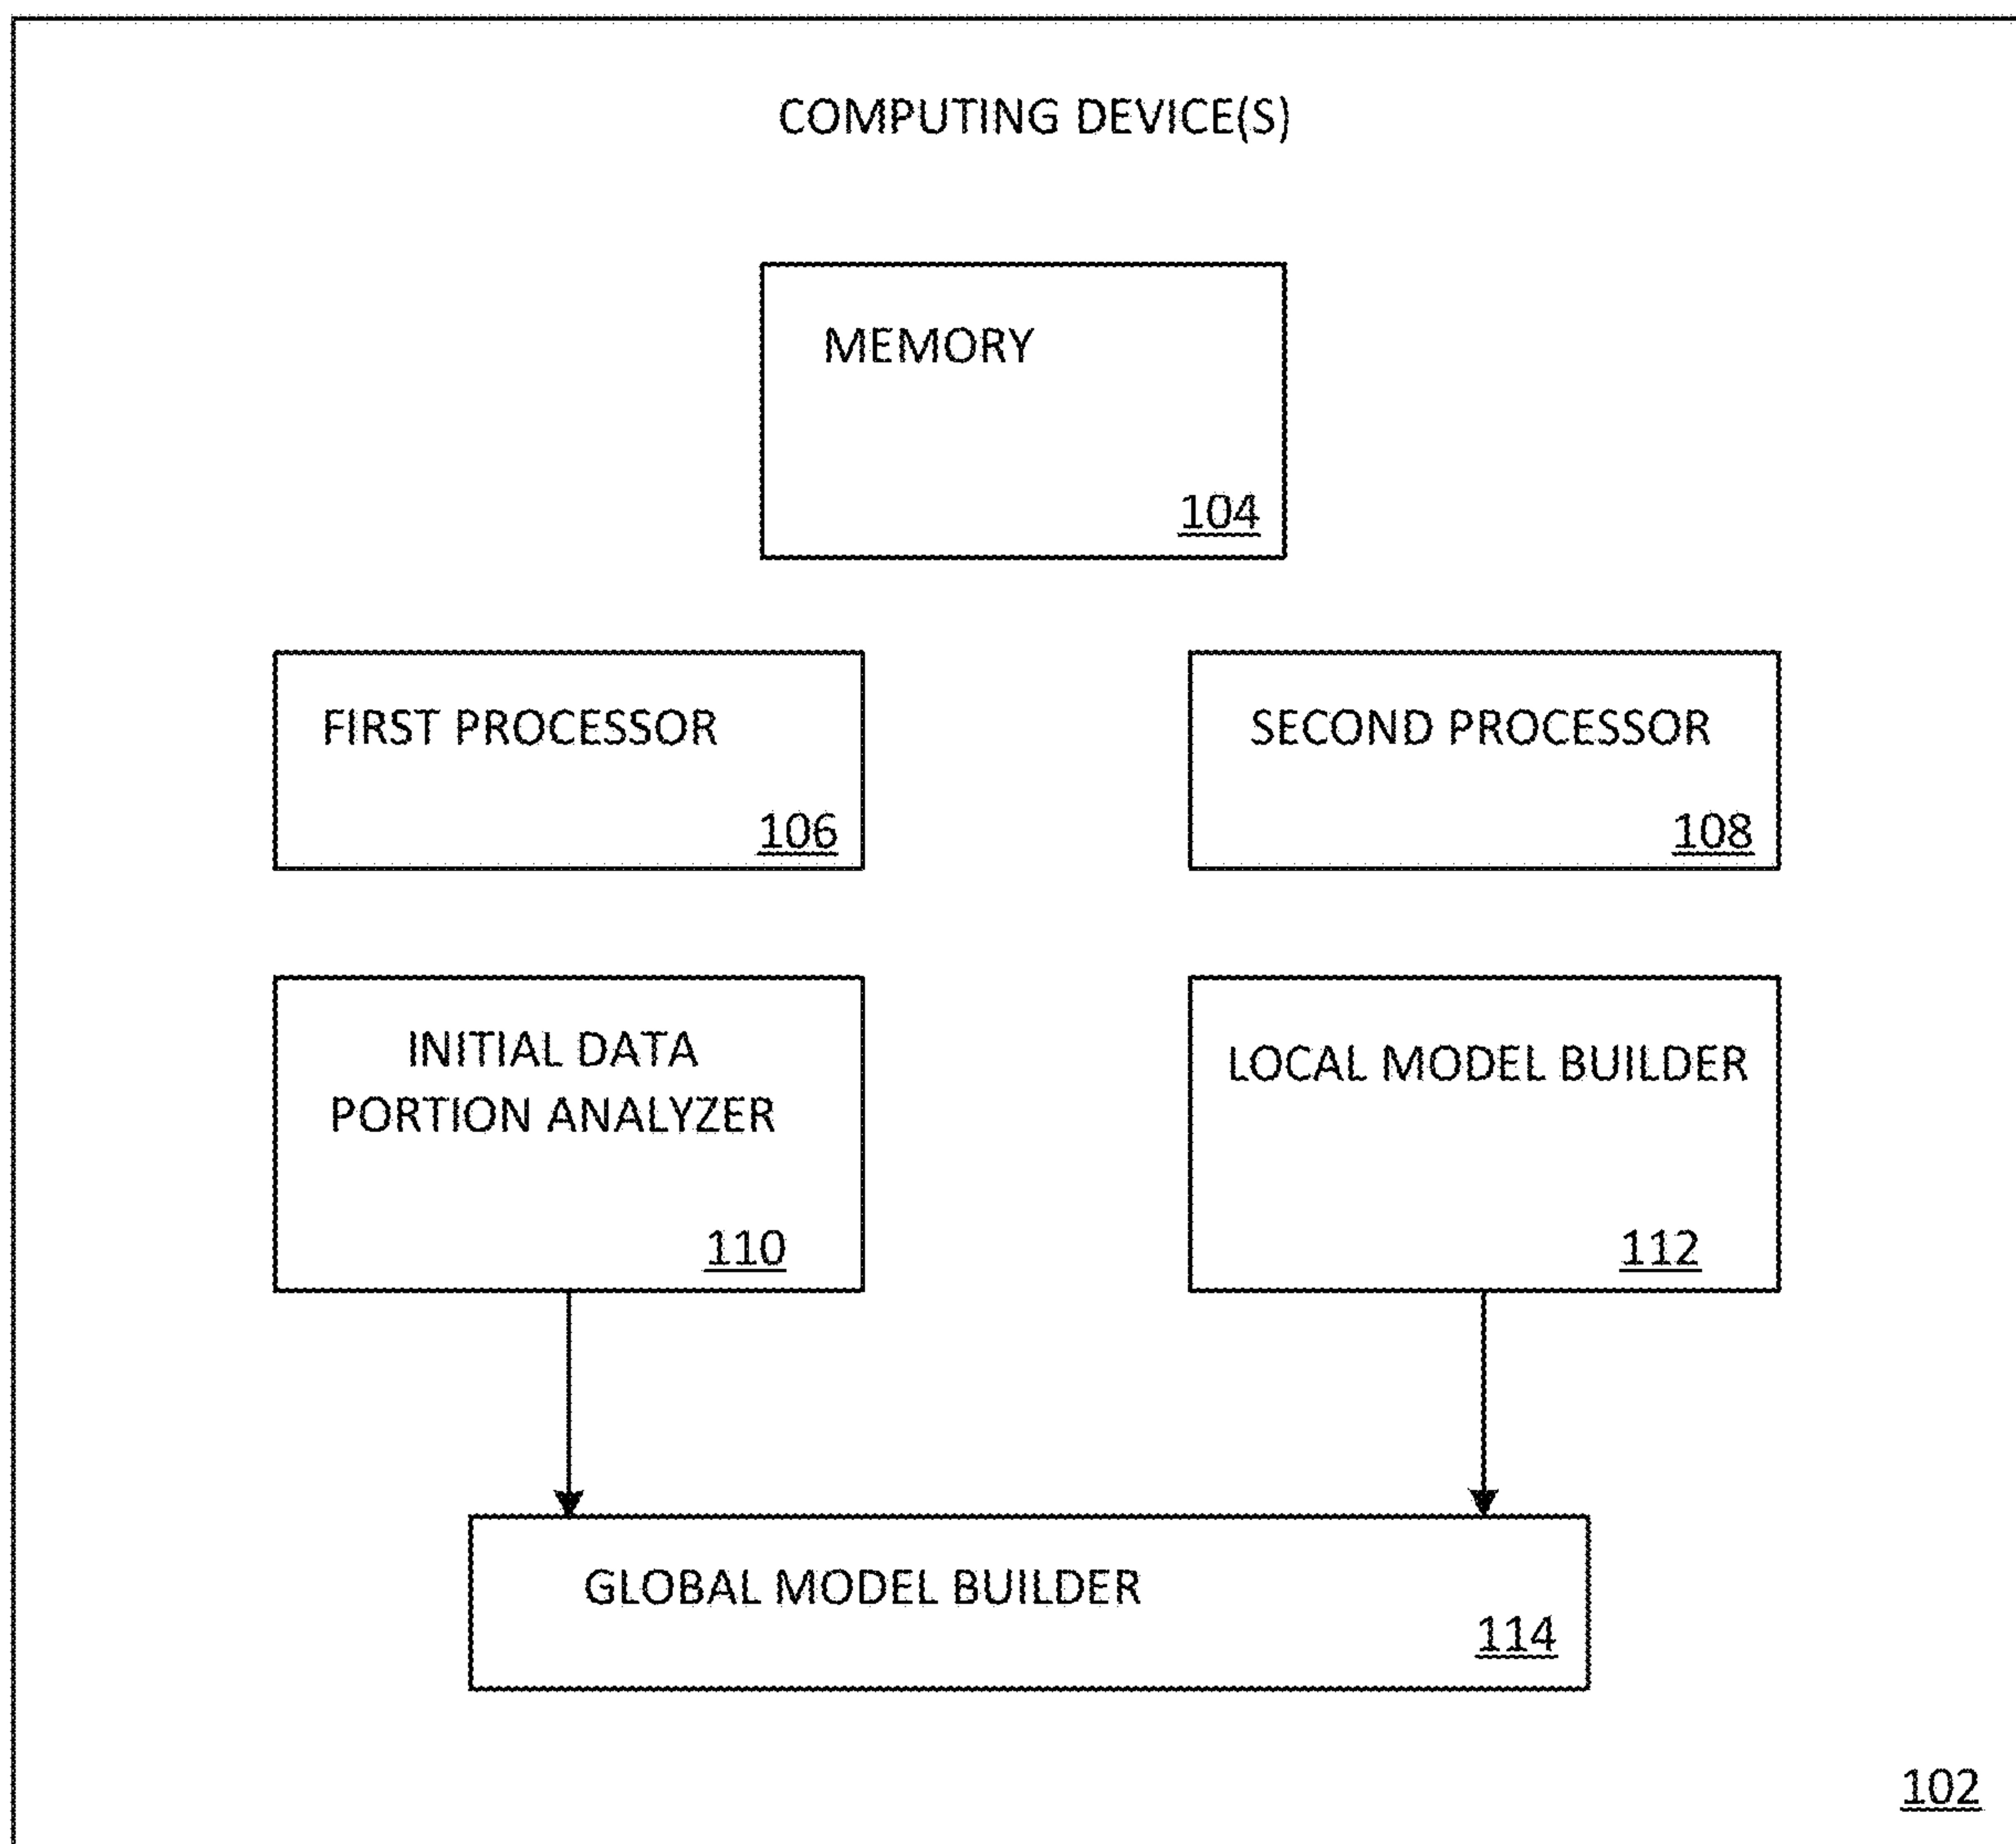 COMPUTING DEVICE(S)
MEMORY
104
FIRST PROCESSOR
106
SECOND PROCESSOR
108
INITIAL DATA
PORTION ANALYZER
110
LOCAL MODEL BUILDER
112
GLOBAL MODEL BUILDER
114
102